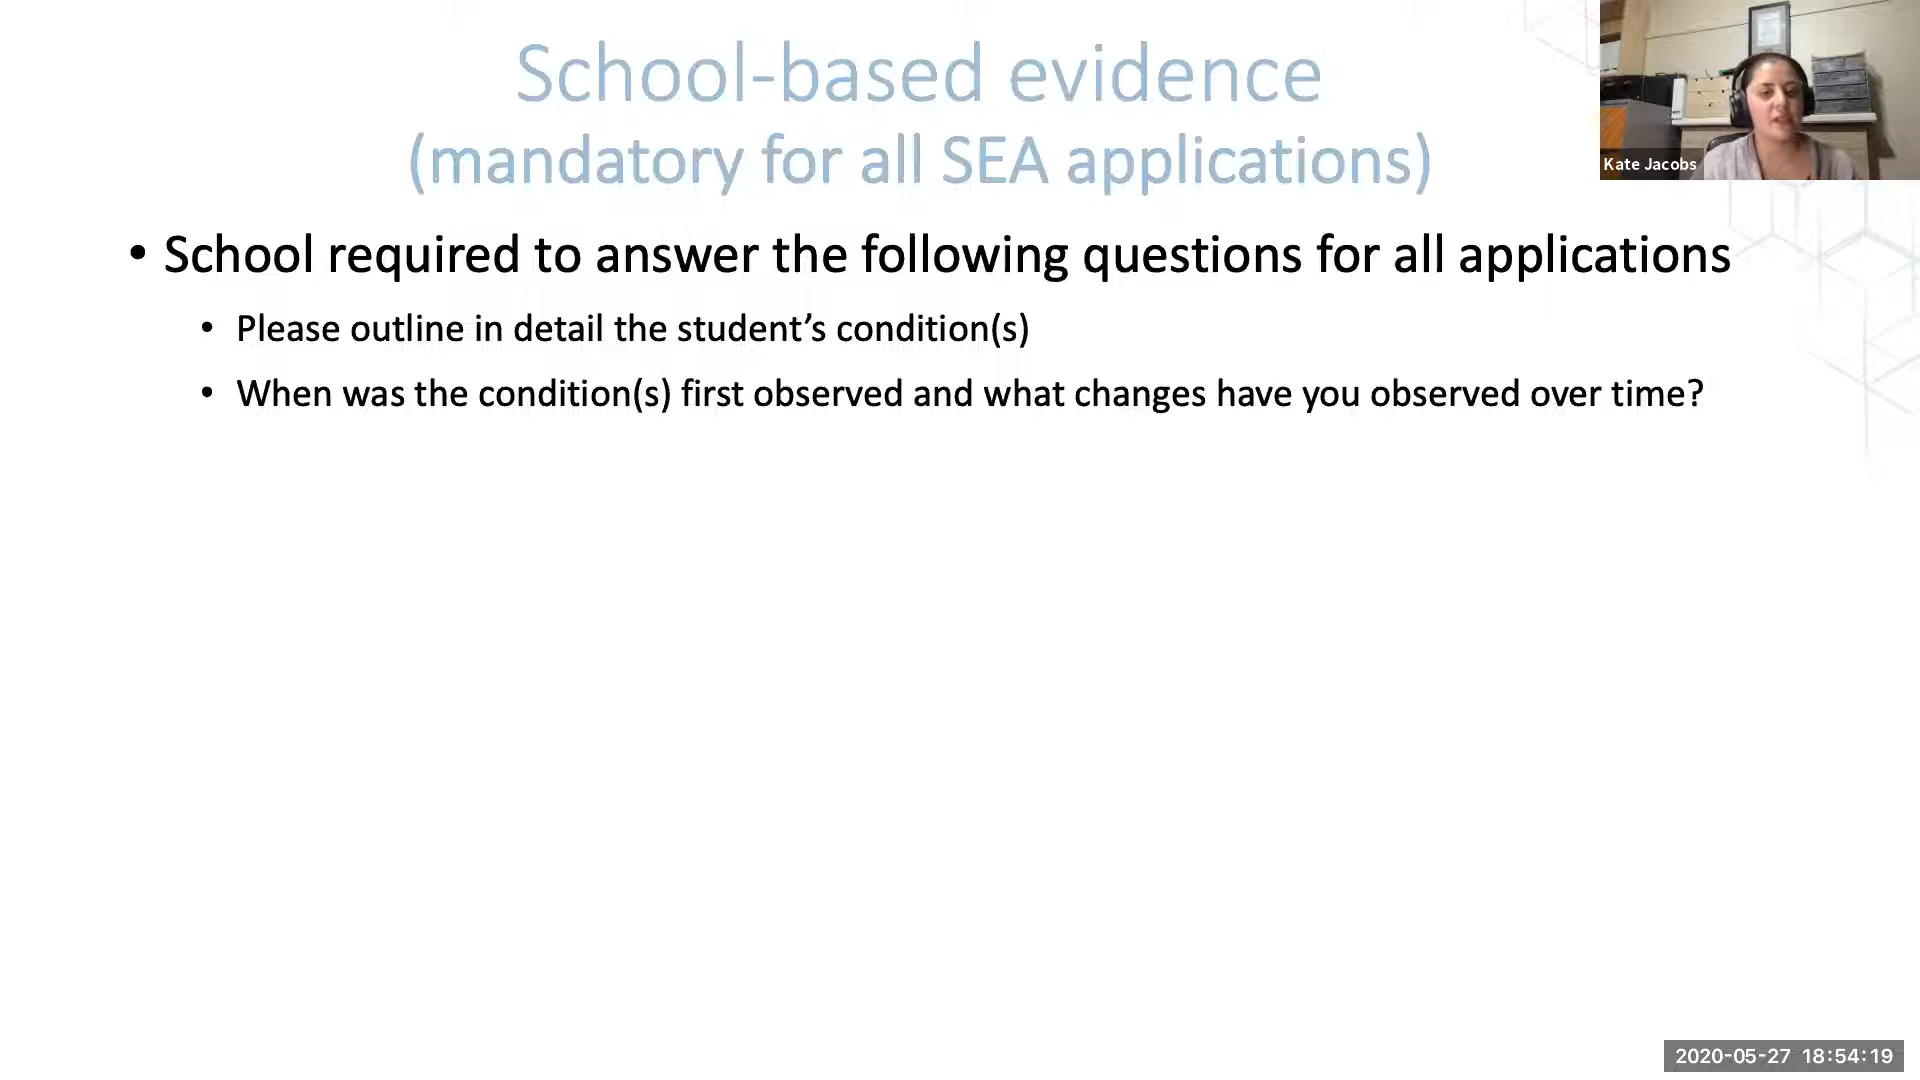 School-based evidence
(mandatory for all SEA applications)
Kate Jacobs
• School required to answer the following questions for all applications
• Please outline in detail the student’s condition(s)
• When was the condition(s) first observed and what changes have you observed over time?
2020-05-27 18:54:19